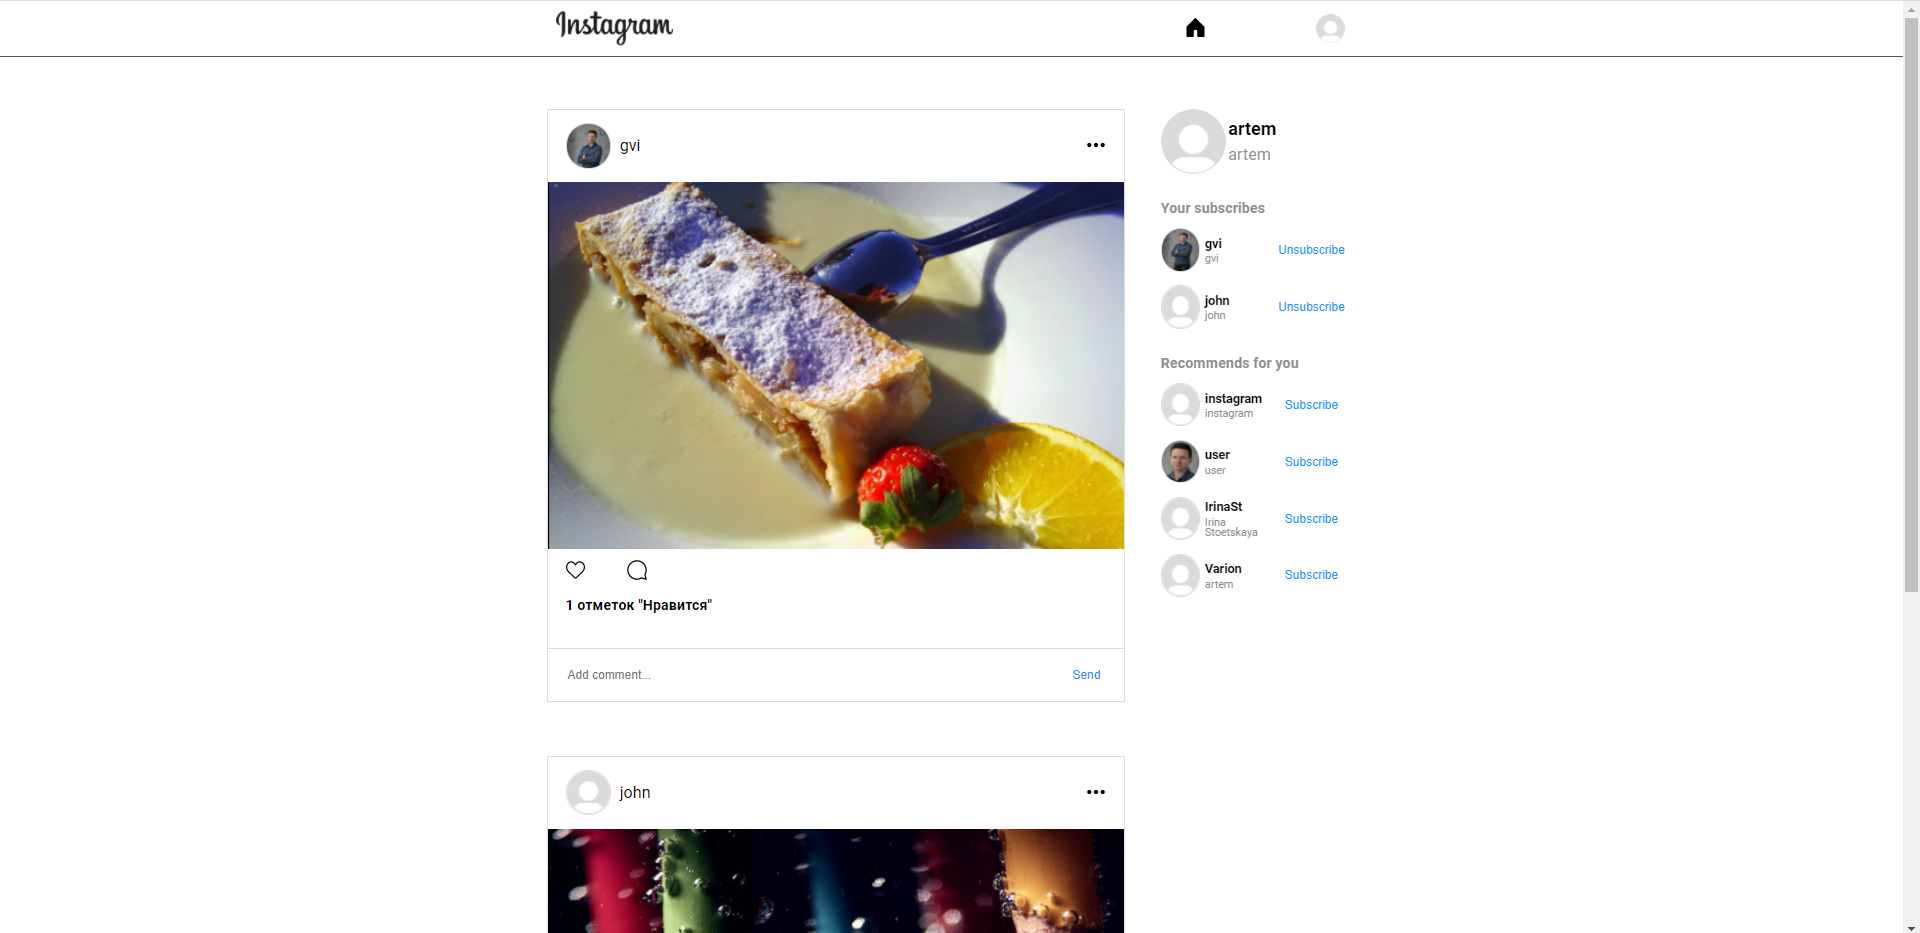 Instagram
gvi
1 отметок "Нравится"
Add comment...
Send
john
artem
artem
Your subscribes
gvi
gvi
Unsubscribe
john
john
Unsubscribe
Recommends for you
instagram
instagram
Subscribe
user
user
Subscribe
IrinaSt
Irina
Stoetskaya
Subscribe
Varion
artem
Subscribe